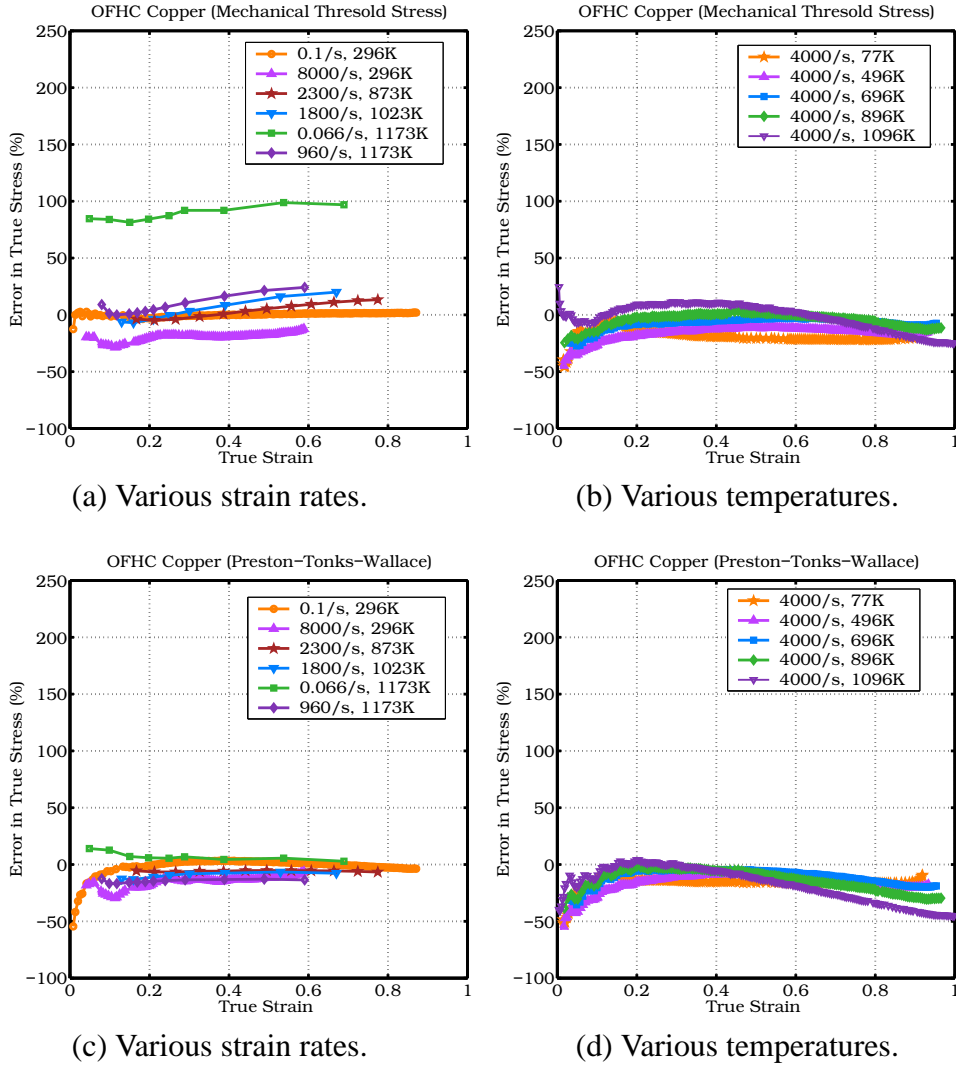 OFHC Copper (Mechanical Thresold Stress)
250
200
150
100
50
0
−50
−100
0
0.2
0.4
0.6
0.8
1
Error in True Stress (%)
True Strain
0.1/s, 296K
8000/s, 296K
2300/s, 873K
1800/s, 1023K
0.066/s, 1173K
960/s, 1173K
(a) Various strain rates.
OFHC Copper (Mechanical Thresold Stress)
250
200
150
100
50
0
−50
−100
0
0.2
0.4
0.6
0.8
1
Error in True Stress (%)
True Strain
4000/s, 77K
4000/s, 496K
4000/s, 696K
4000/s, 896K
4000/s, 1096K
(b) Various temperatures.
OFHC Copper (Preston−Tonks−Wallace)
250
200
150
100
50
0
−50
−100
0
0.2
0.4
0.6
0.8
1
Error in True Stress (%)
True Strain
0.1/s, 296K
8000/s, 296K
2300/s, 873K
1800/s, 1023K
0.066/s, 1173K
960/s, 1173K
(c) Various strain rates.
OFHC Copper (Preston−Tonks−Wallace)
250
200
150
100
50
0
−50
−100
0
0.2
0.4
0.6
0.8
1
Error in True Stress (%)
True Strain
4000/s, 77K
4000/s, 496K
4000/s, 696K
4000/s, 896K
4000/s, 1096K
(d) Various temperatures.